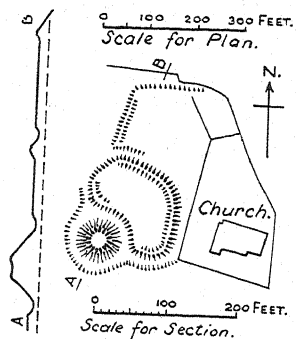 0 100 200 300 FEET.
Scale for Plan.
B
B
N.
Church.
A
A
0 100 200 FEET.
Scale for Section.